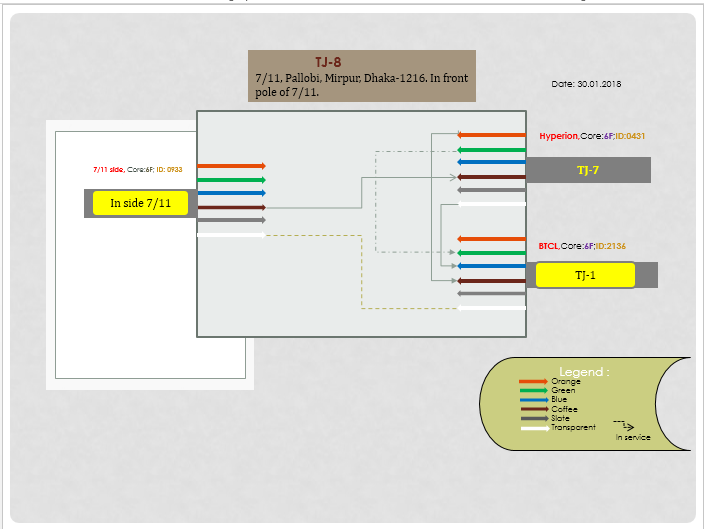 TJ-8
7/11, Pallobi, Mirpur, Dhaka-1216. In front
pole of 7/11.
Date: 30.01.2018
Hyperion,Core:6F;ID:0431
TJ-7
7/11 side, Core:6F; ID: 0933
In side 7/11
BTCL,Core:6F;ID:2136
TJ-1
Legend :
Orange
Green
Blue
Coffee
Slate
Transparent
In service